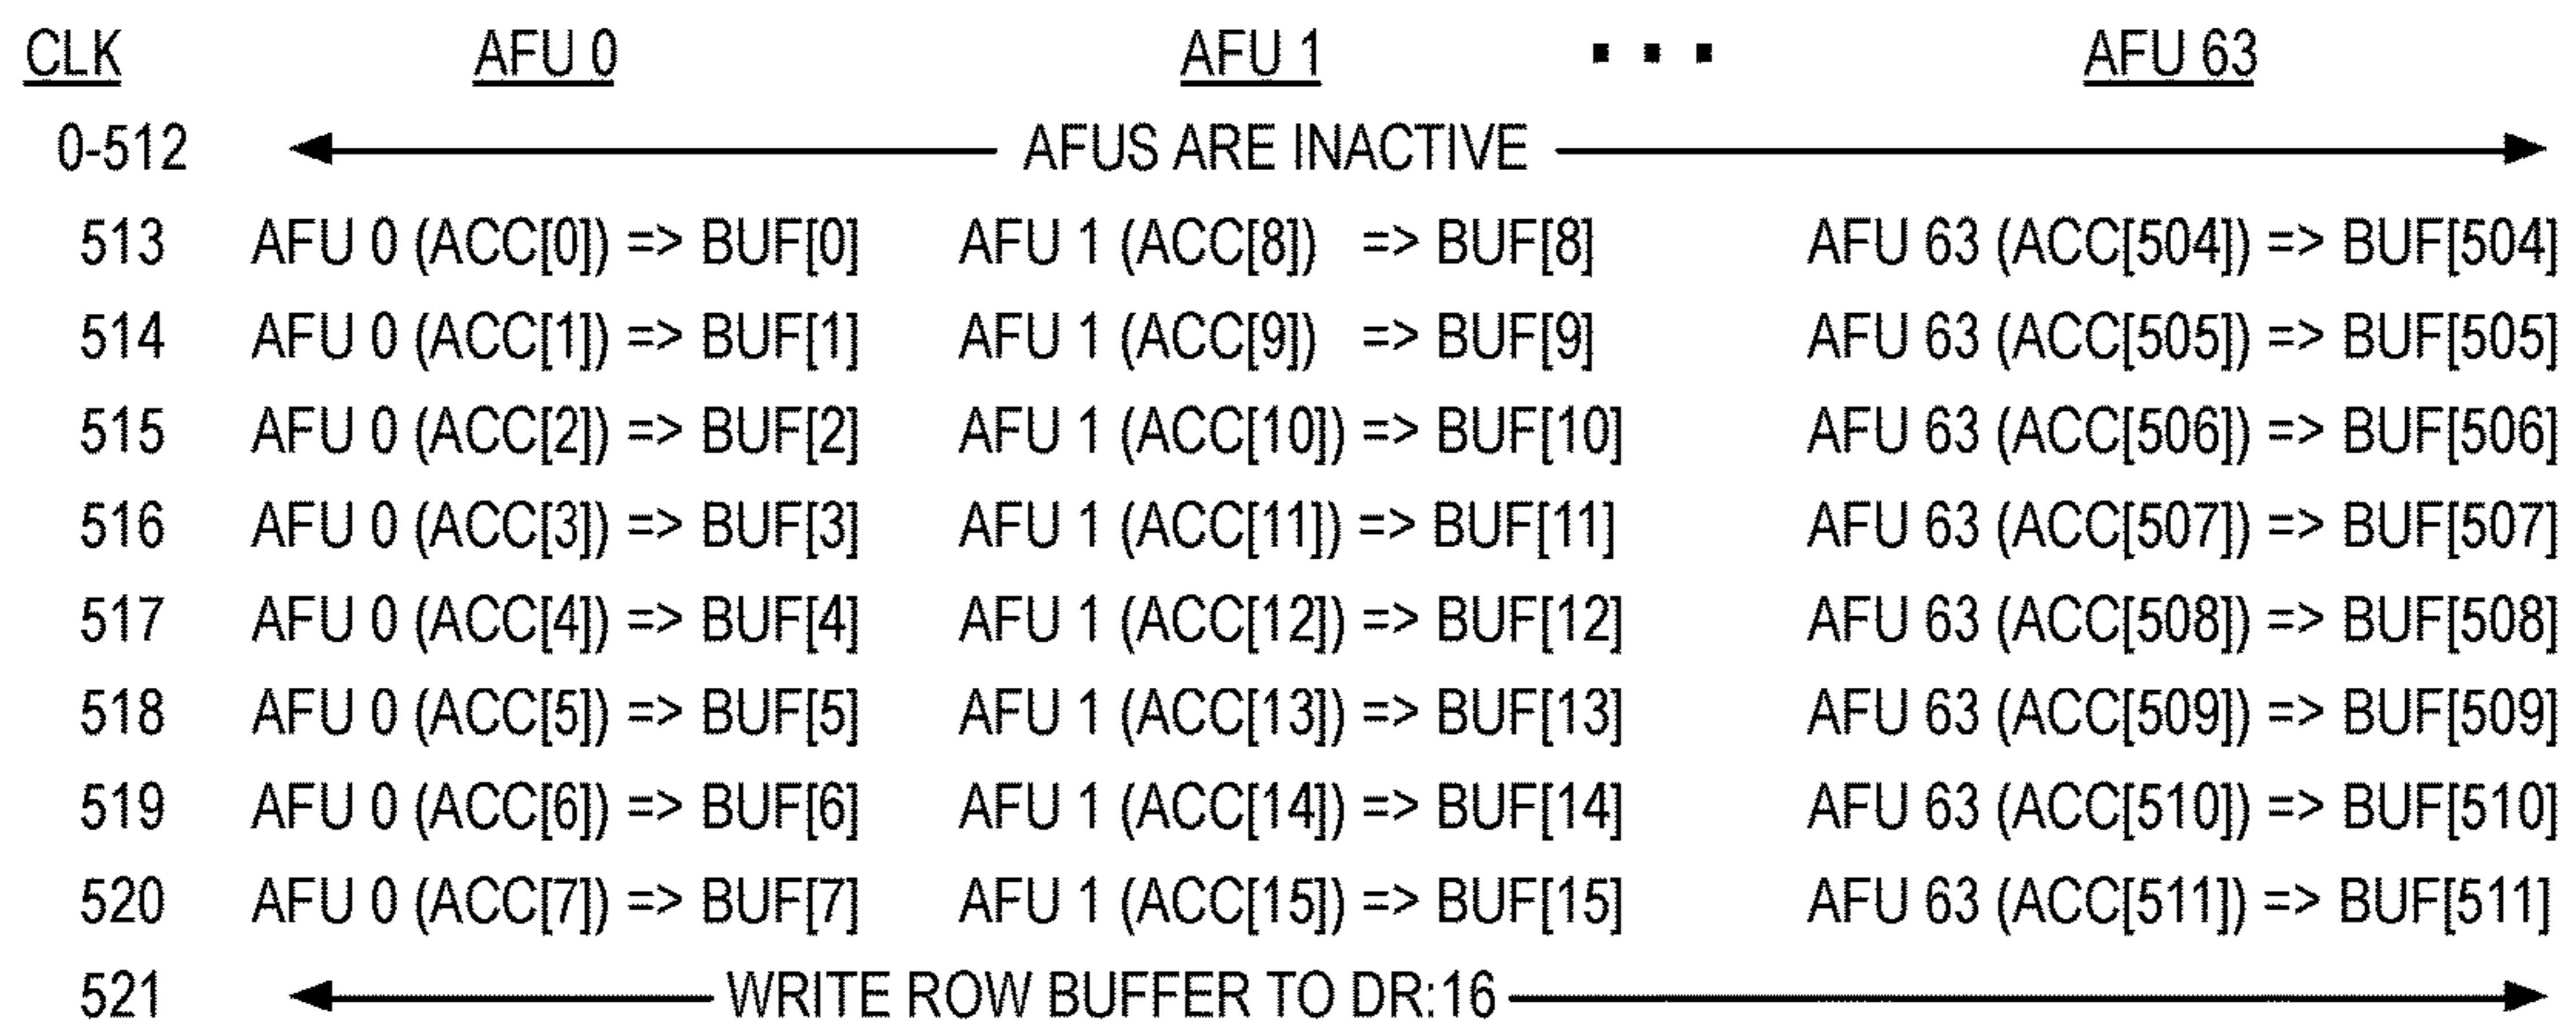 CLK AFU 0 AFU 1 ... AFU 63
0-512 AFUS ARE INACTIVE
513 AFU 0 (ACC[0]) => BUF[0] AFU 1 (ACC[8]) => BUF[8] AFU 63 (ACC[504]) => BUF[504]
514 AFU 0 (ACC[1]) => BUF[1] AFU 1 (ACC[9]) => BUF[9] AFU 63 (ACC[505]) => BUF[505]
515 AFU 0 (ACC[2]) => BUF[2] AFU 1 (ACC[10]) => BUF[10] AFU 63 (ACC[506]) => BUF[506]
516 AFU 0 (ACC[3]) => BUF[3] AFU 1 (ACC[11]) => BUF[11] AFU 63 (ACC[507]) => BUF[507]
517 AFU 0 (ACC[4]) => BUF[4] AFU 1 (ACC[12]) => BUF[12] AFU 63 (ACC[508]) => BUF[508]
518 AFU 0 (ACC[5]) => BUF[5] AFU 1 (ACC[13]) => BUF[13] AFU 63 (ACC[509]) => BUF[509]
519 AFU 0 (ACC[6]) => BUF[6] AFU 1 (ACC[14]) => BUF[14] AFU 63 (ACC[510]) => BUF[510]
520 AFU 0 (ACC[7]) => BUF[7] AFU 1 (ACC[15]) => BUF[15] AFU 63 (ACC[511]) => BUF[511]
521 WRITE ROW BUFFER TO DR:16